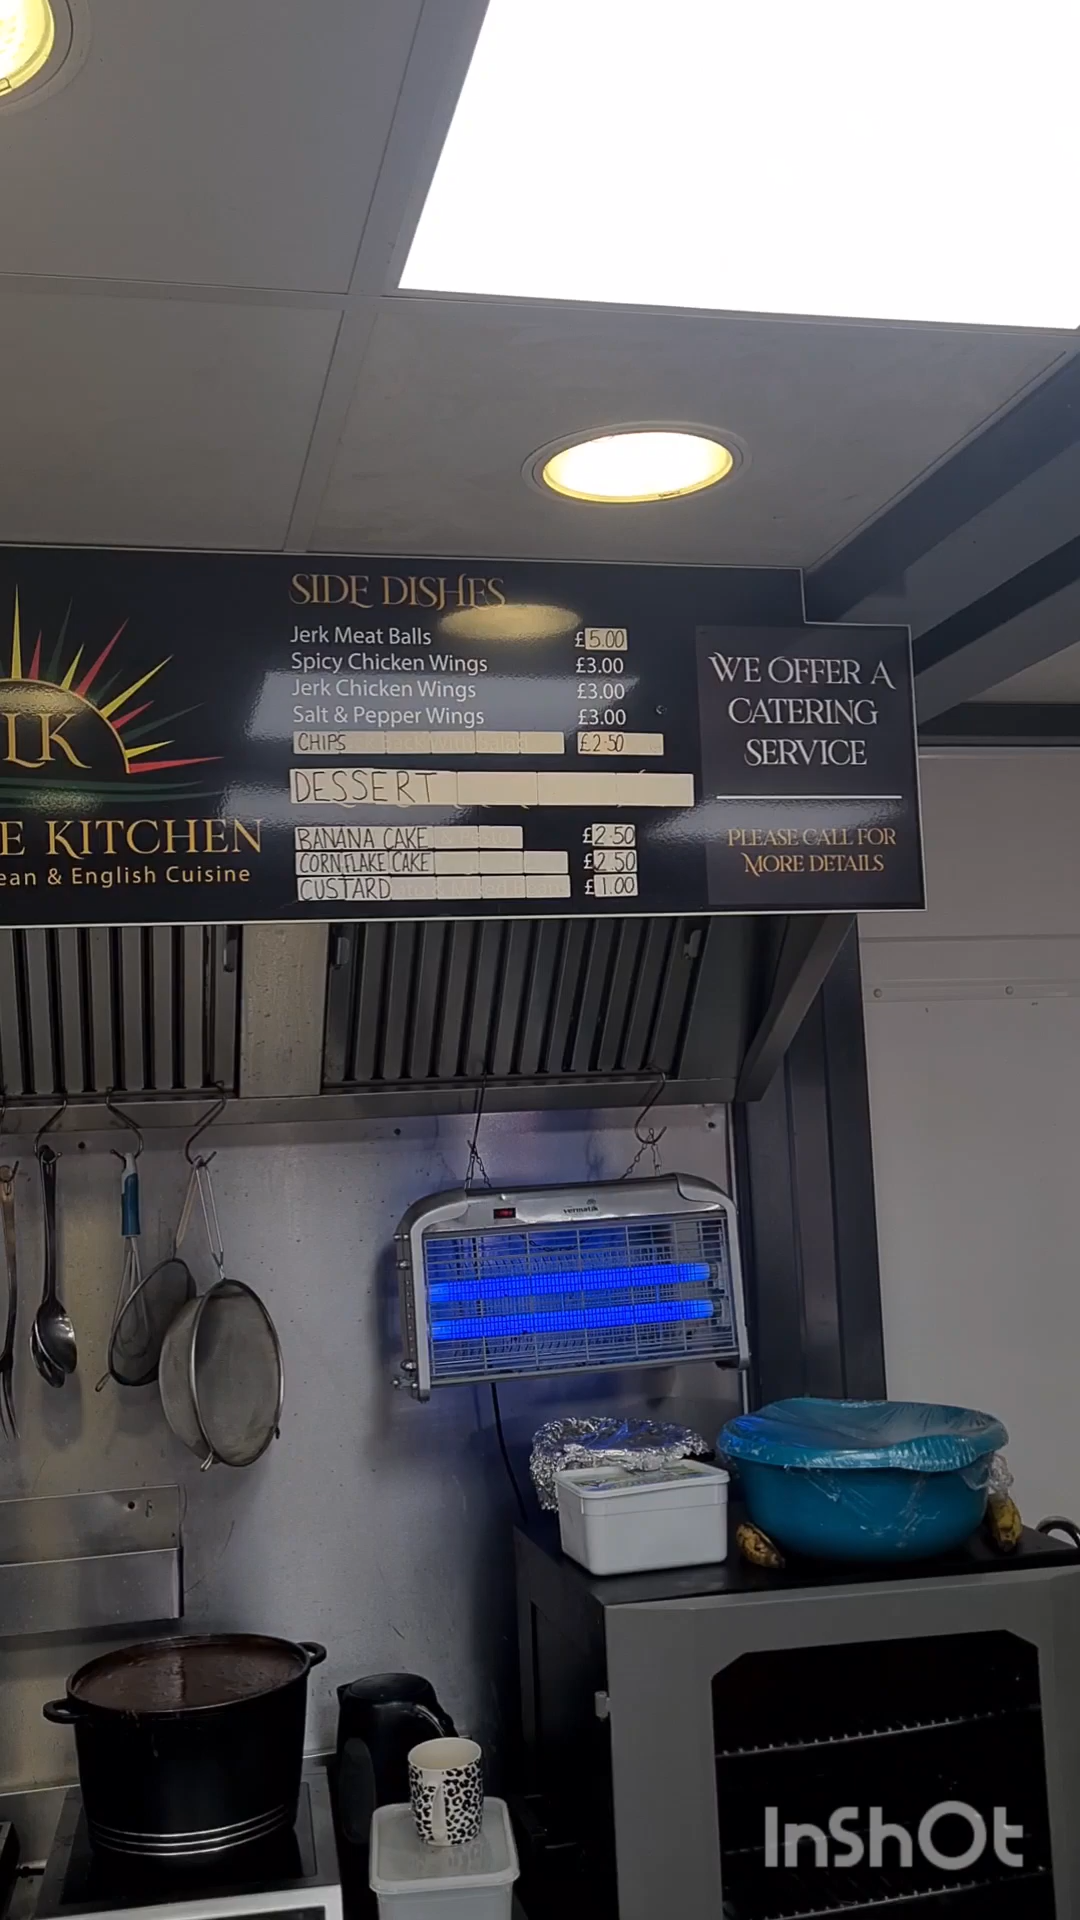 LK
E KITCHEN
ean & English Cuisine
SIDE DISHES
Jerk Meat Balls £5.00
Spicy Chicken Wings £3.00
Jerk Chicken Wings £3.00
Salt & Pepper Wings £3.00
CHIPS £2.50
DESSERT
BANANA CAKE £2.50
CORNFLAKE CAKE £2.50
CUSTARD £1.00
WE OFFER A
CATERING
SERVICE
PLEASE CALL FOR
MORE DETAILS
vermatik
InShOt